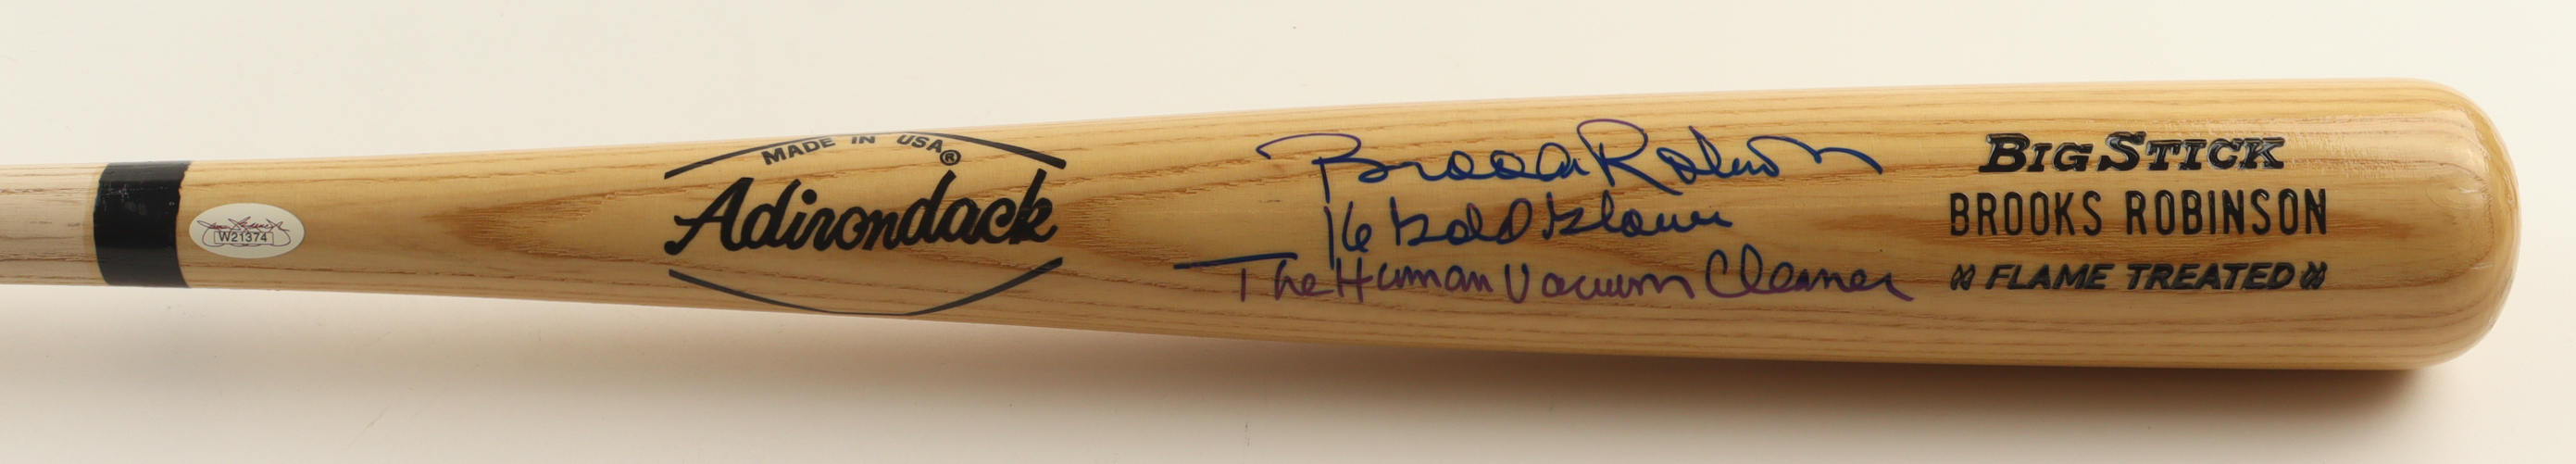 W21374
MADE IN USA
®
Adirondack
Brooks Robinson
16 Gold Gloves
The Human Vacuum Cleaner
BIG STICK
BROOKS ROBINSON
FLAME TREATED